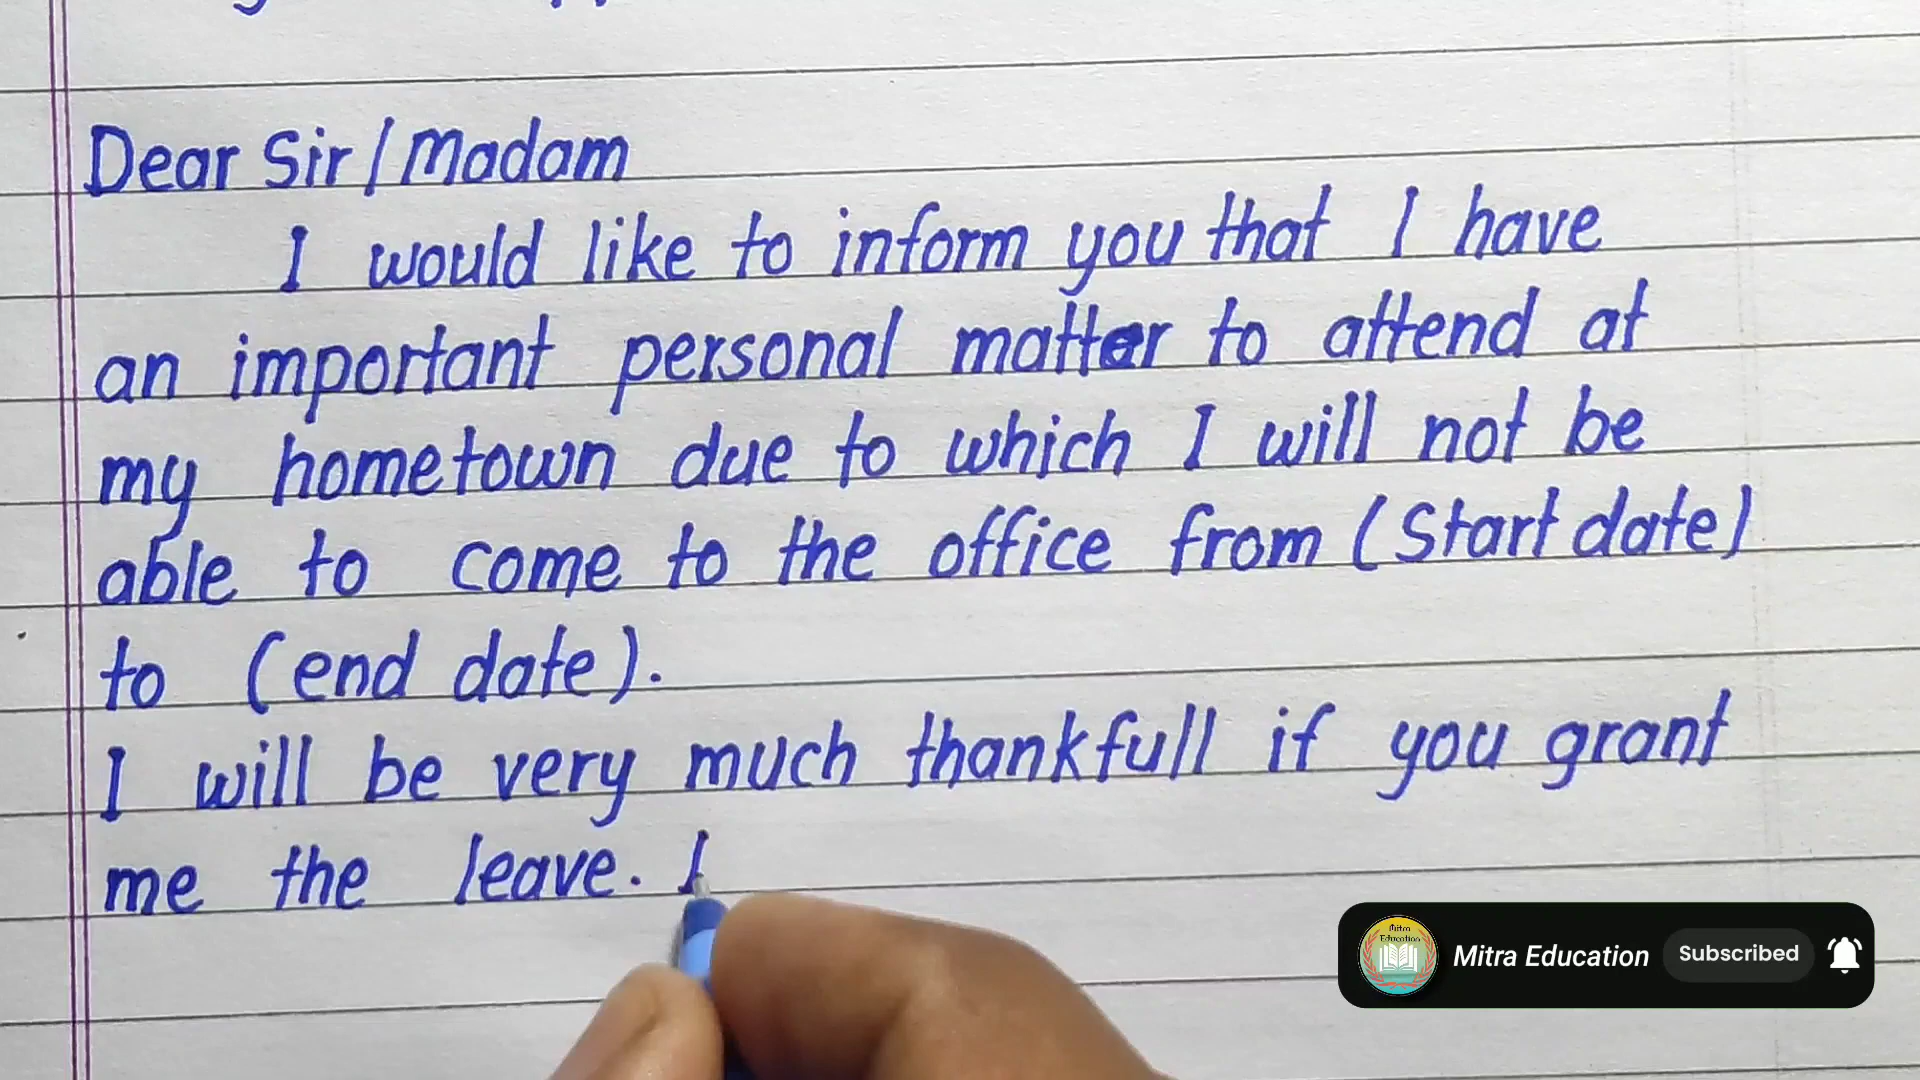 Dear Sir/Madam
I would like to inform you that I have
an important personal matter to attend at
my hometown due to which I will not be
able to come to the office from (Start date)
to (end date).
I will be very much thankfull if you grant
me the leave. I
Mitra Education
Mitra Education Subscribed